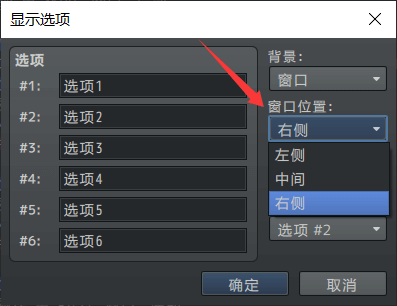 显示选项
选项
#1: 选项1
#2: 选项2
#3: 选项3
#4: 选项4
#5: 选项5
#6: 选项6
背景:
窗口
窗口位置:
右侧
左侧
中间
右侧
选项 #2
确定
取消